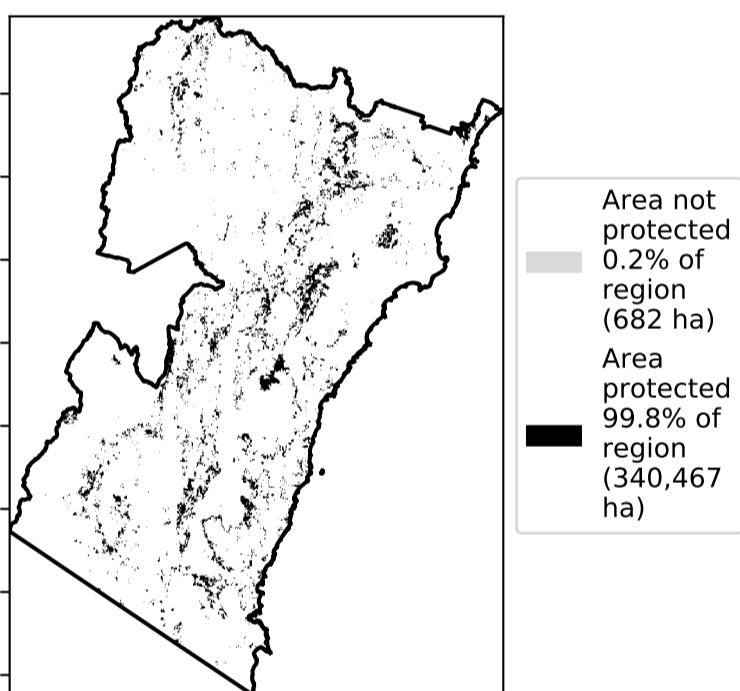 Area not
protected
0.2% of
region
(682 ha)
Area
protected
99.8% of
region
(340,467
ha)